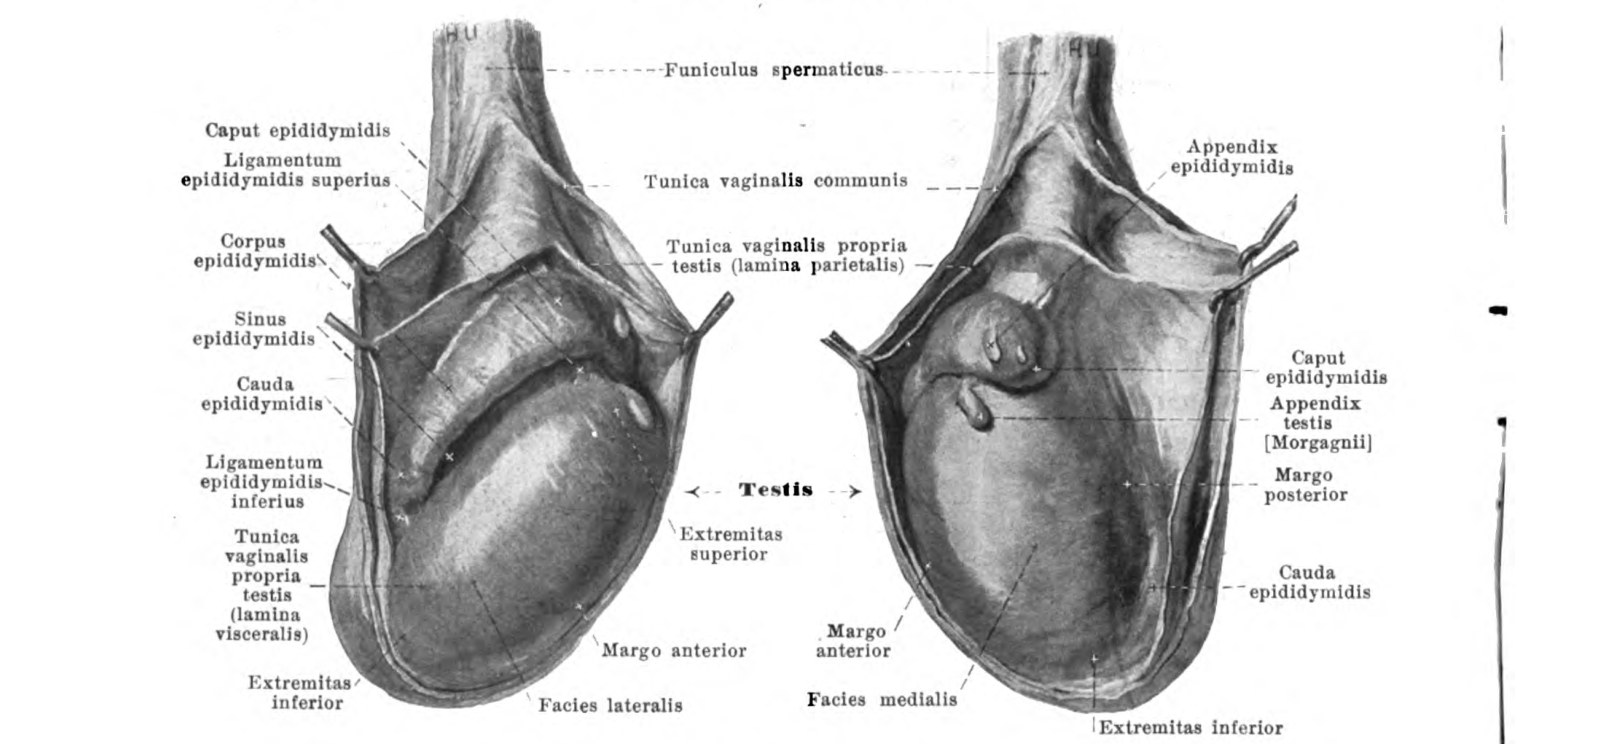 HU
HU
Funiculus spermaticus
Caput epididymidis
Ligamentum
epididymidis superius
Corpus
epididymidis
Sinus
epididymidis
Cauda
epididymidis
Ligamentum
epididymidis
inferius
Tunica
vaginalis
propria
testis
(lamina
visceralis)
Extremitas
inferior
Tunica vaginalis communis
Tunica vaginalis propria
testis (lamina parietalis)
Testis
Extremitas
superior
Margo anterior
Facies lateralis
Appendix
epididymidis
Caput
epididymidis
Appendix
testis
[Morgagnii]
Margo
posterior
Cauda
epididymidis
Margo
anterior
Facies medialis
Extremitas inferior